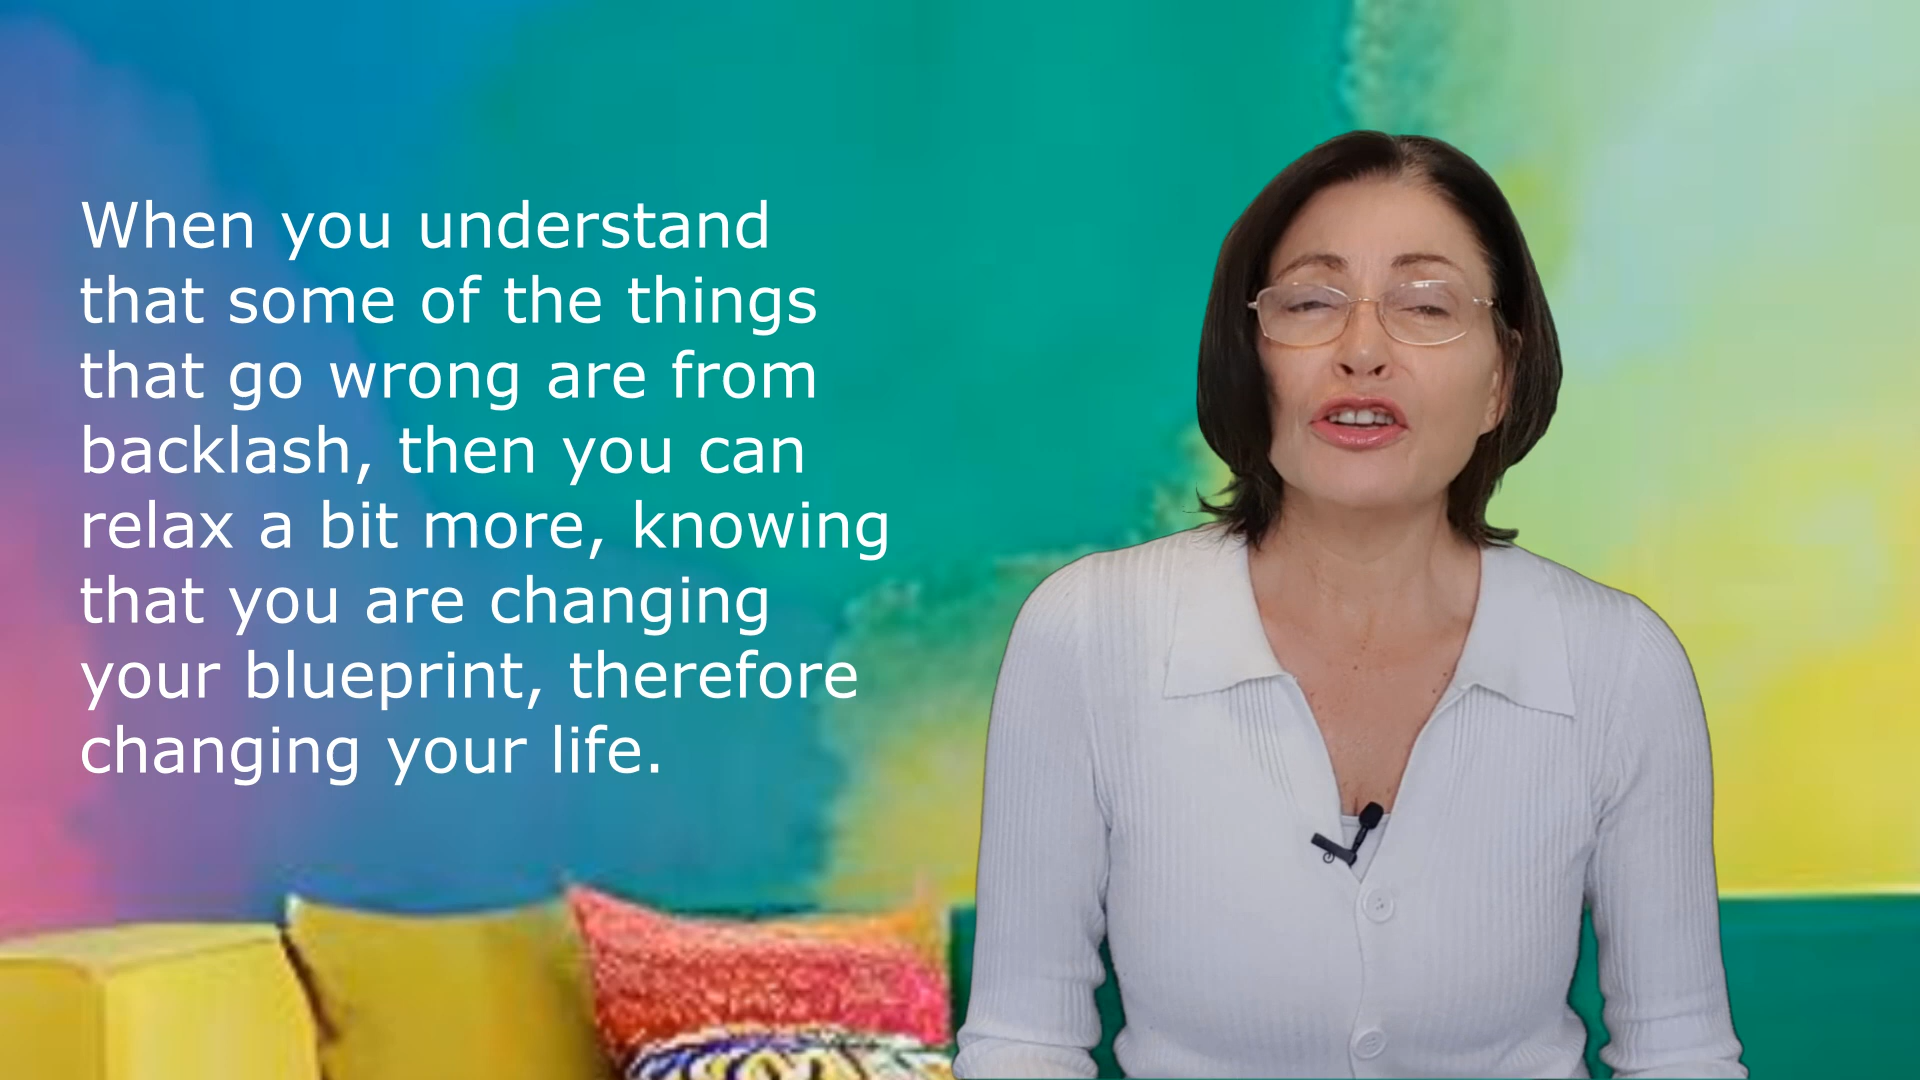 When you understand
that some of the things
that go wrong are from
backlash, then you can
relax a bit more, knowing
that you are changing
your blueprint, therefore
changing your life.